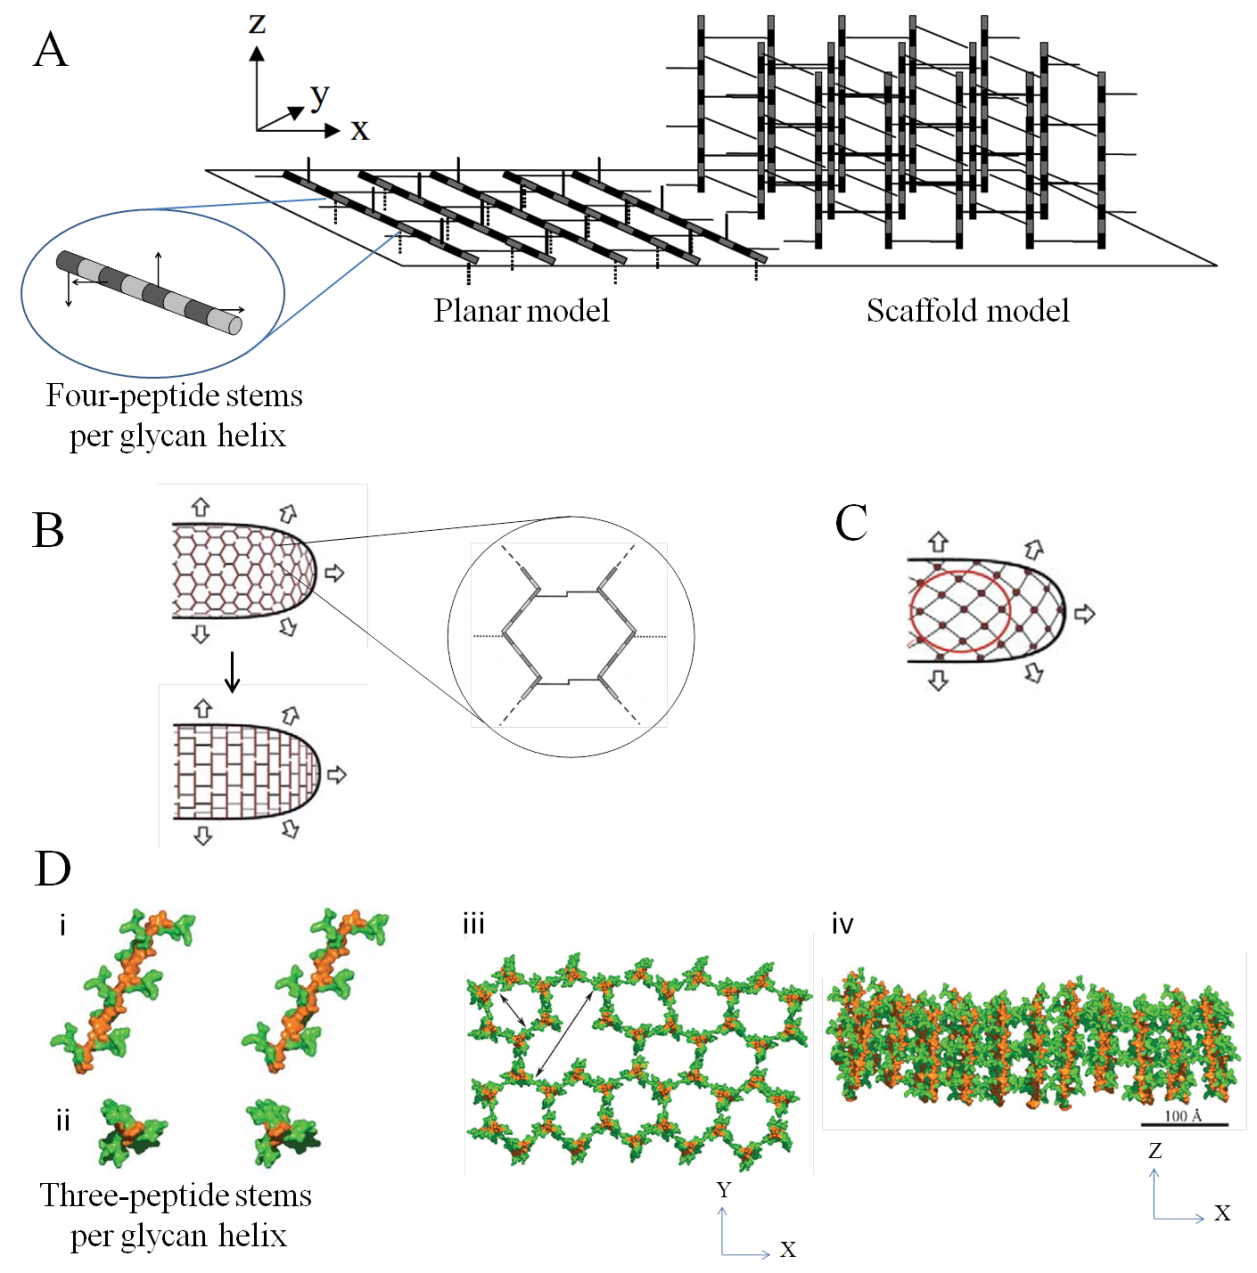 A
z
y
x
Planar model
Scaffold model
Four-peptide stems
per glycan helix
B
C
D
i
iii
iv
ii
100 Å
Three-peptide stems
per glycan helix
Y
X
Z
X